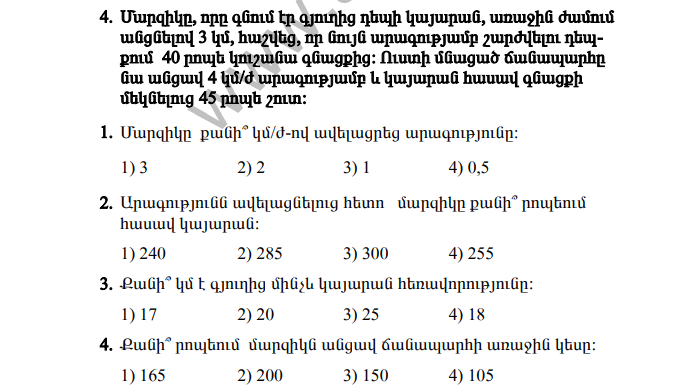 4. Մարզիկը, որը գնում էր գյուղից դեպի կայարան, առաջին ժամում
անցնելով 3 կմ, հաշվեց, որ նույն արագությամբ շարժվելու դեպ-
քում 40 րոպե կուշանա գնացքից: Ուստի մնացած ճանապարհը
նա անցավ 4 կմ/ժ արագությամբ և կայարան հասավ գնացքի
մեկնելուց 45 րոպե շուտ:
1. Մարզիկը քանի՞ կմ/ժ-ով ավելացրեց արագությունը:
1) 3 2) 2 3) 1 4) 0,5
2. Արագությունն ավելացնելուց հետո մարզիկը քանի՞ րոպեում
հասավ կայարան:
1) 240 2) 285 3) 300 4) 255
3. Քանի՞ կմ է գյուղից մինչև կայարան հեռավորությունը:
1) 17 2) 20 3) 25 4) 18
4. Քանի՞ րոպեում մարզիկն անցավ ճանապարհի առաջին կեսը:
1) 165 2) 200 3) 150 4) 105